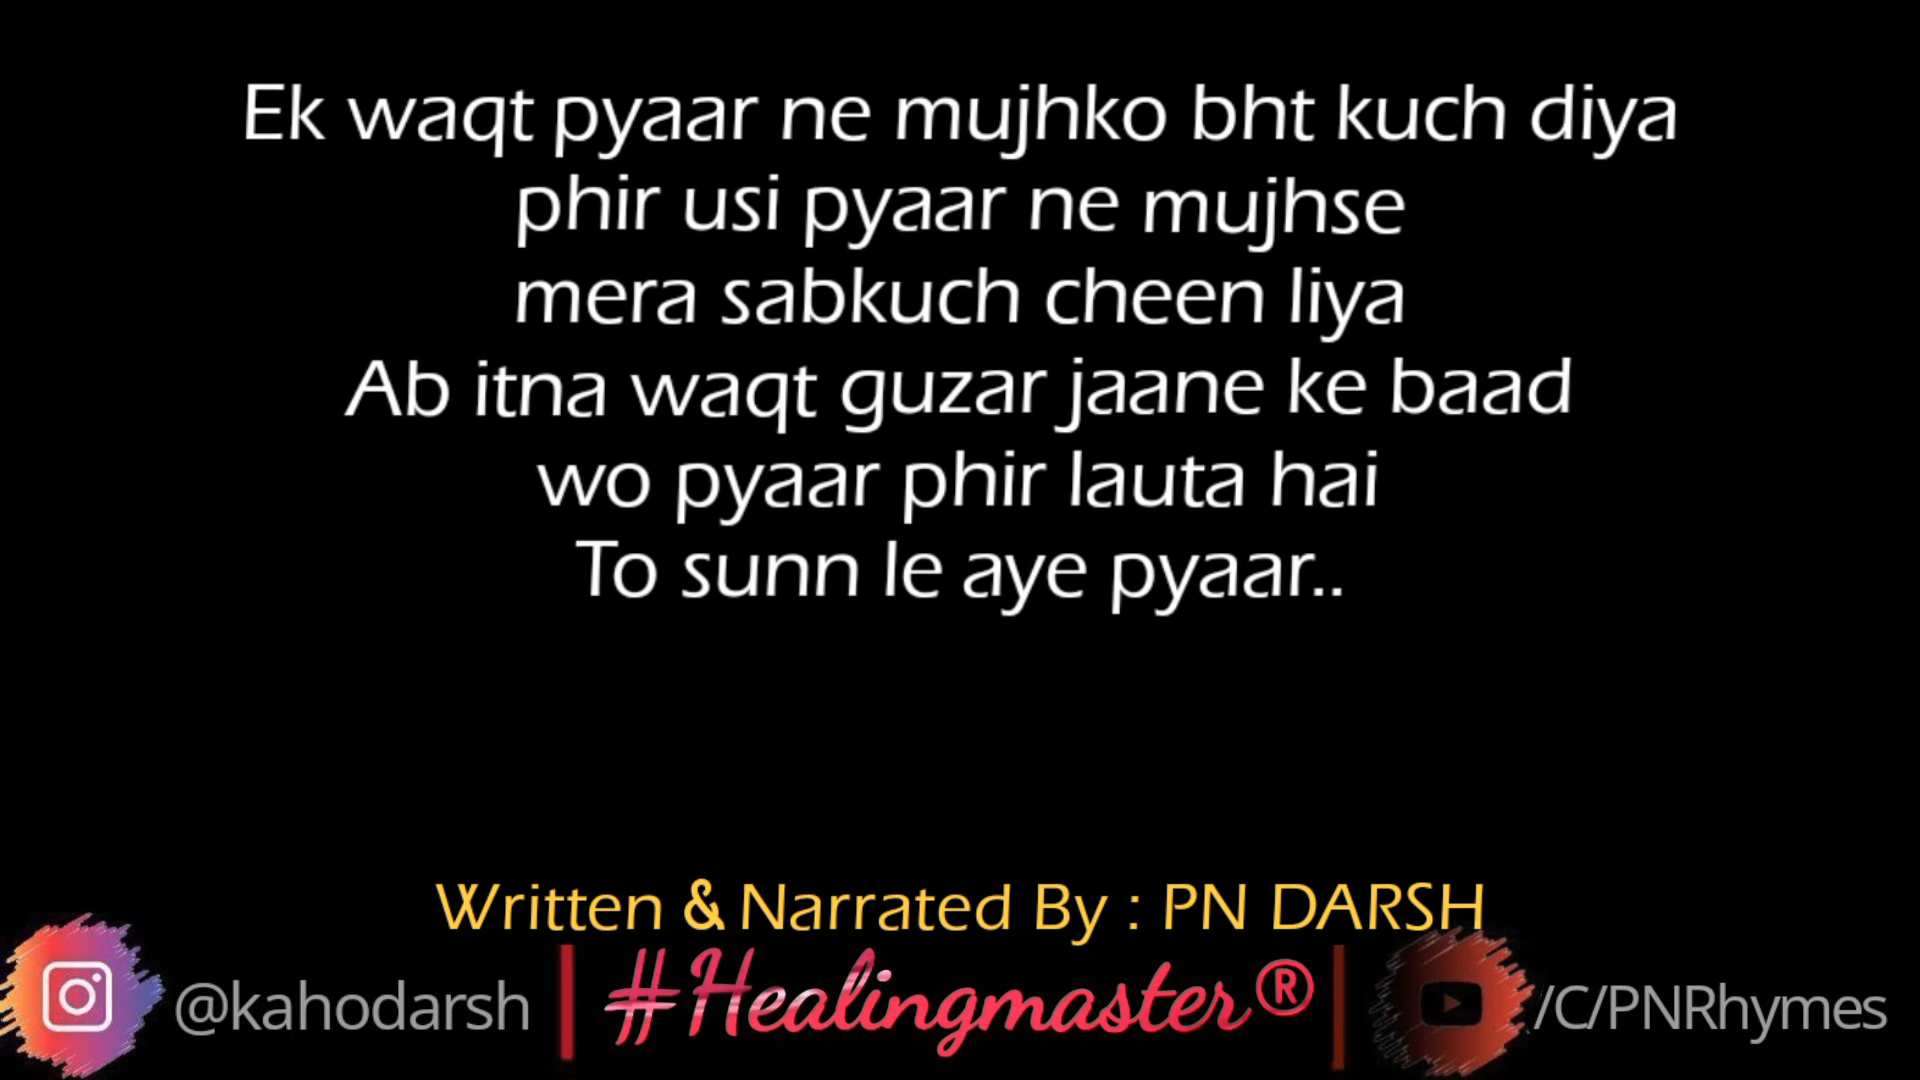 Ek waqt pyaar ne mujhko bht kuch diya
phir usi pyaar ne mujhse
mera sabkuch cheen liya
Ab itna waqt guzar jaane ke baad
wo pyaar phir lauta hai
To sunn le aye pyaar..
Written & Narrated By : PN DARSH
@kahodarsh
#Healingmaster®
/C/PNRhymes